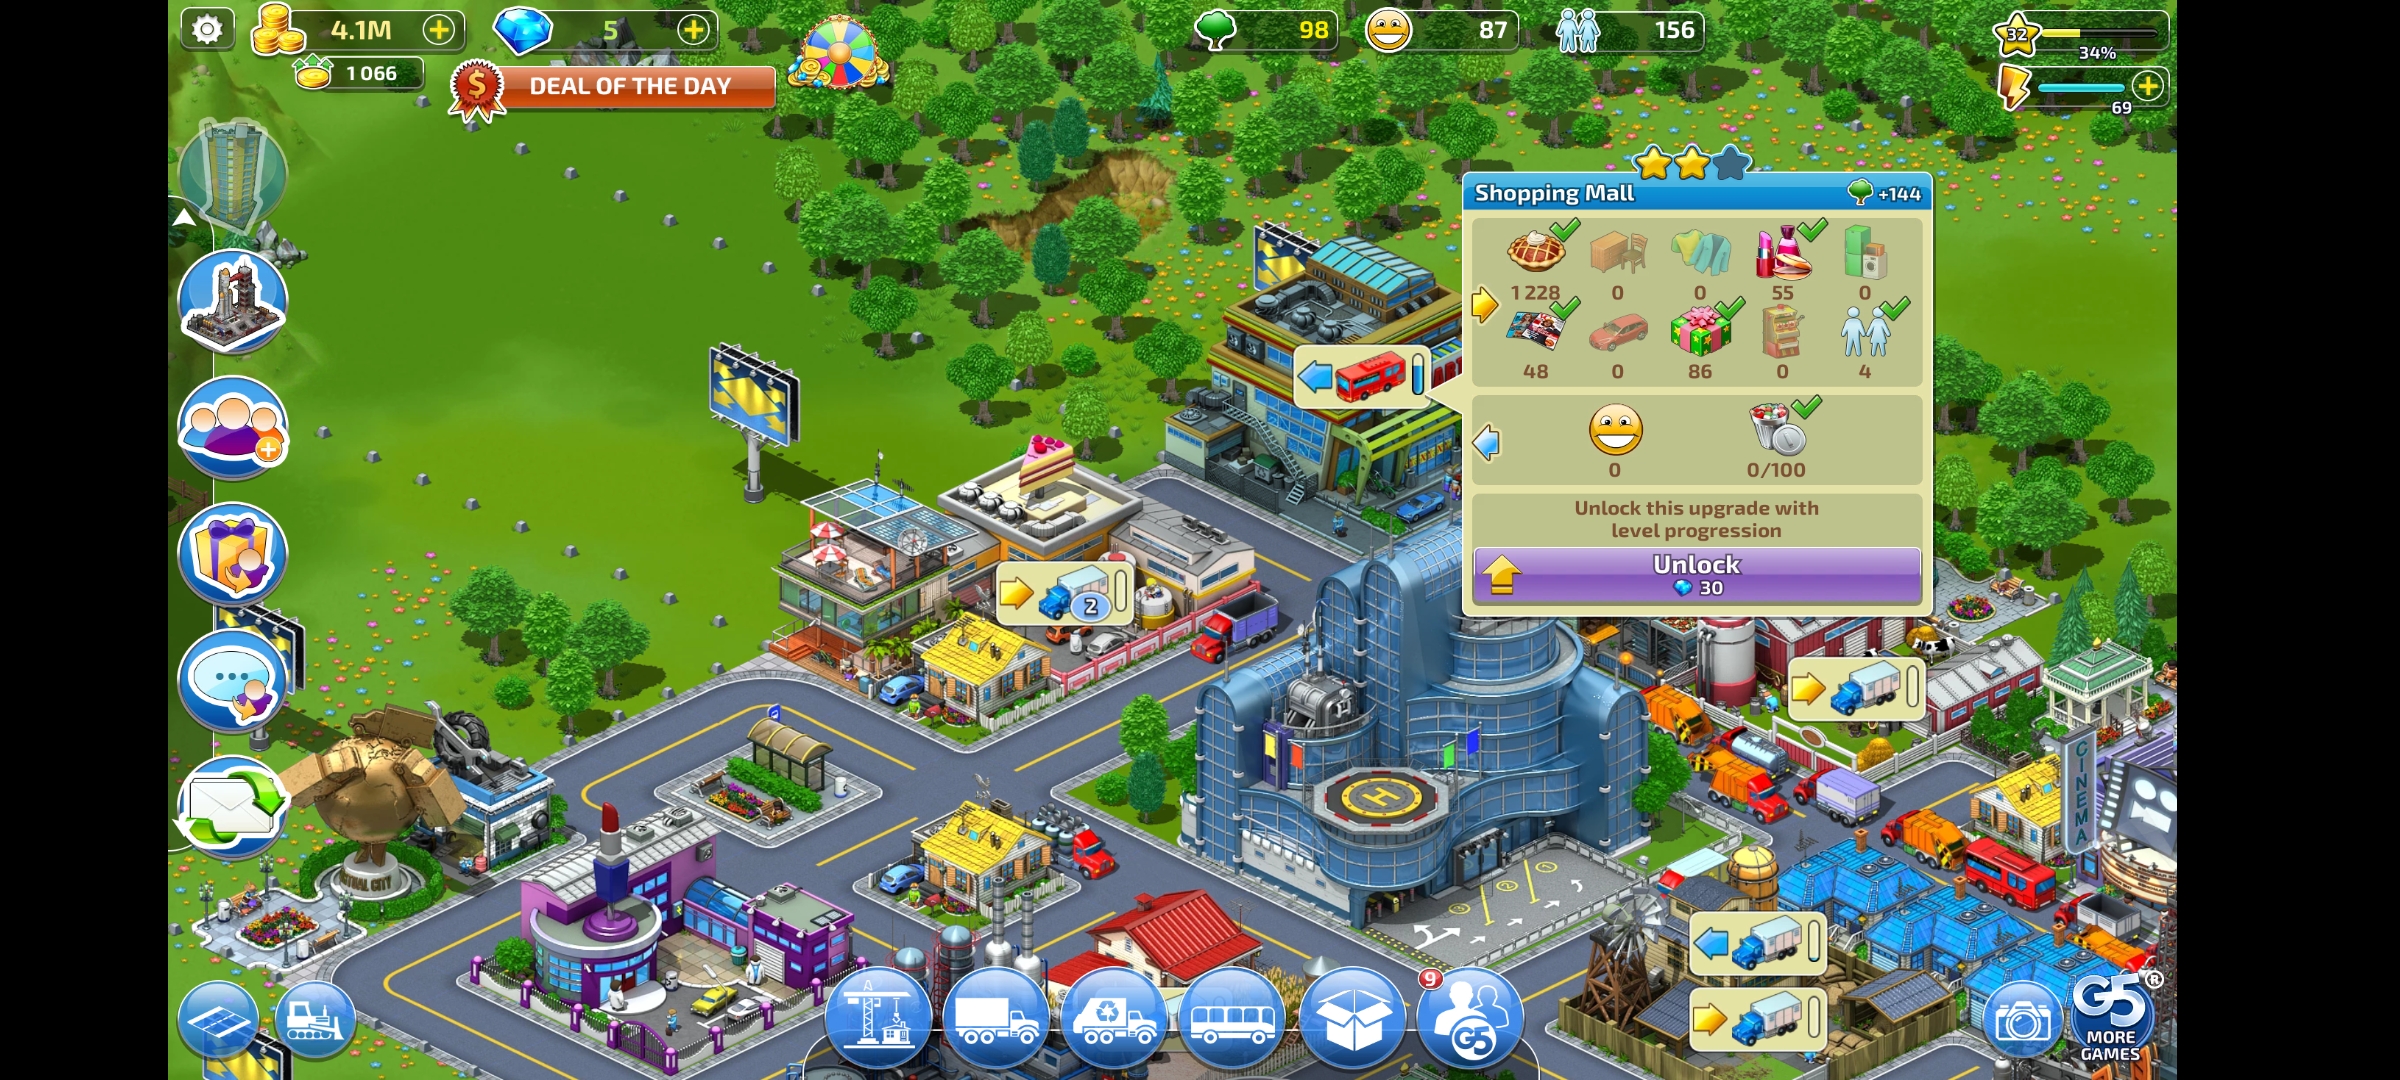 4.1M
5
98
87
156
32
34%
1 066
DEAL OF THE DAY
69
Shopping Mall
+144
1 228
0
0
55
0
48
0
86
0
4
0
0/100
Unlock this upgrade with
level progression
Unlock
30
2
CINEMA
H
9
G5
G5
®
MORE
GAMES